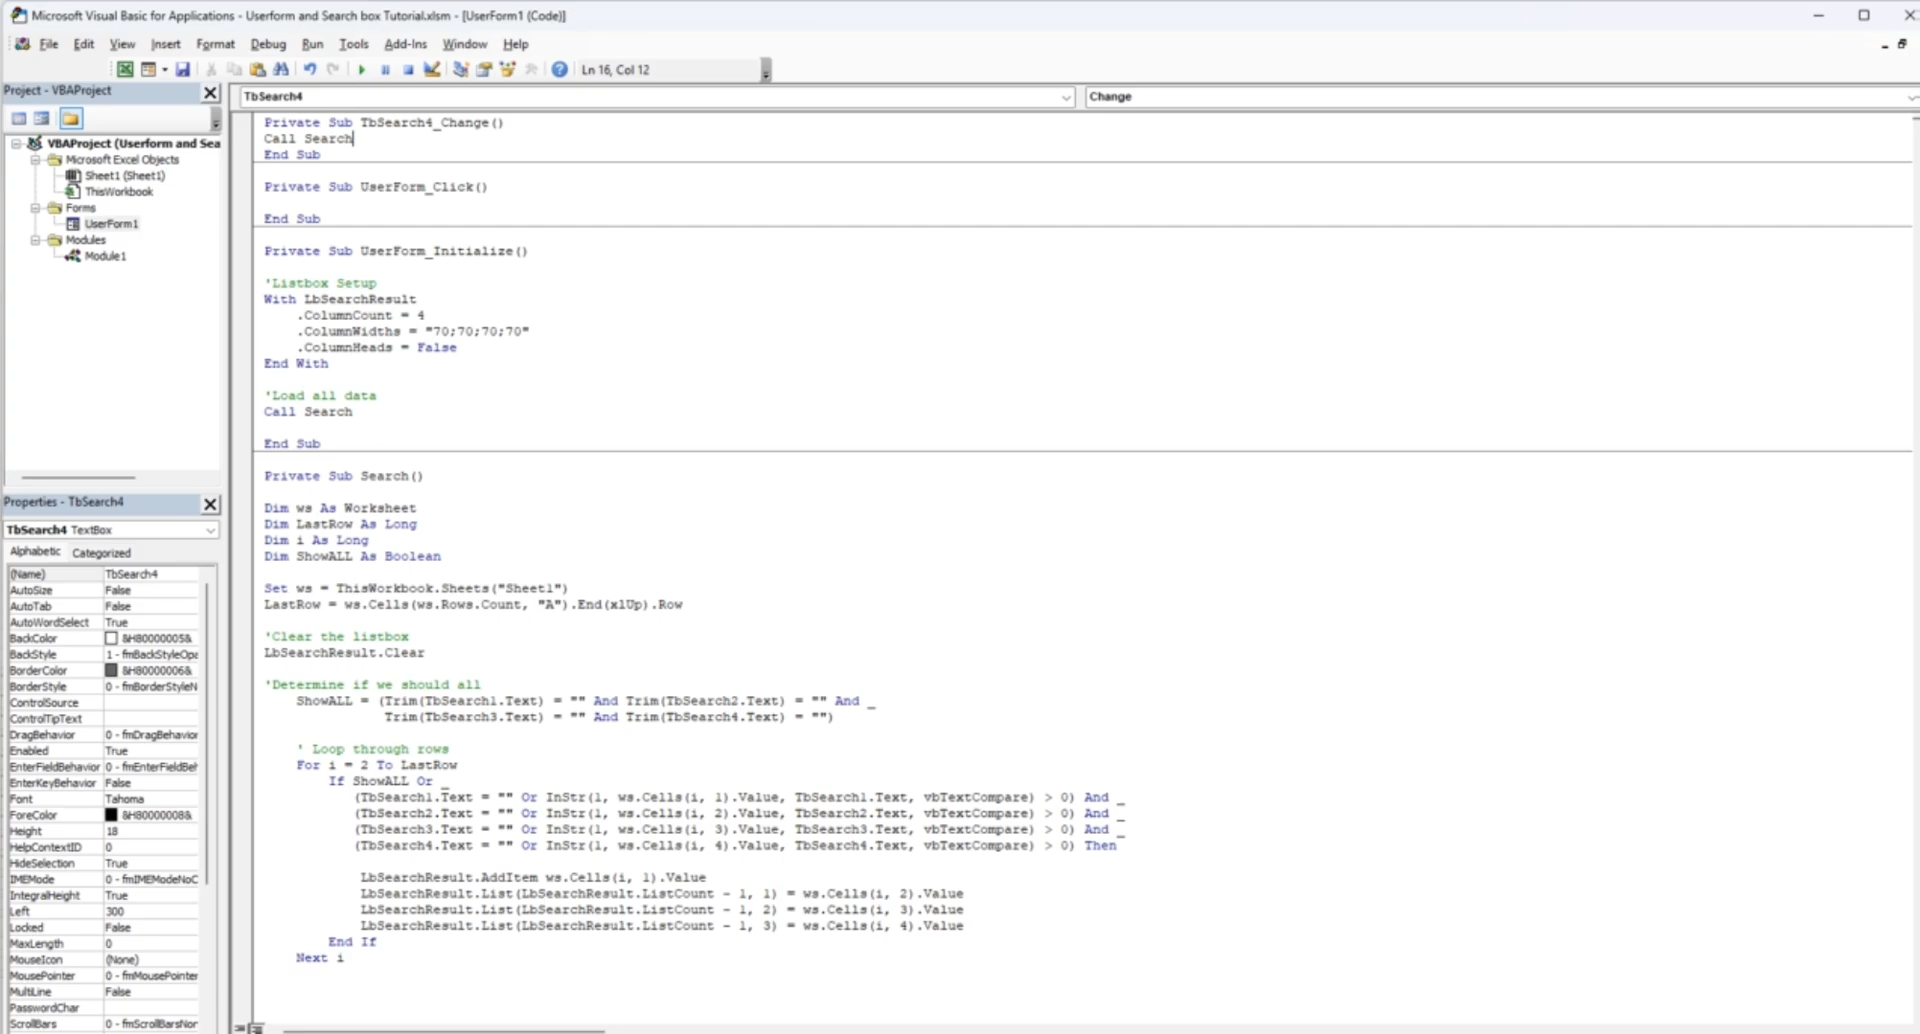 Microsoft Visual Basic for Applications - Userform and Search box Tutorial.xlsm - [UserForm1 (Code)]
File Edit View Insert Format Debug Run Tools Add-Ins Window Help
Ln 16, Col 12
Project - VBAProject
VBAProject (Userform and Sea
Microsoft Excel Objects
Sheet1 (Sheet1)
ThisWorkbook
Forms
UserForm1
Modules
Module1
Properties - TbSearch4
TbSearch4 TextBox
Alphabetic Categorized
(Name) TbSearch4
AutoSize False
AutoTab False
AutoWordSelect True
BackColor &H80000005&
BackStyle 1 - fmBackStyleOpa
BorderColor &H80000006&
BorderStyle 0 - fmBorderStyleN
ControlSource
ControlTipText
DragBehavior 0 - fmDragBehavior
Enabled True
EnterFieldBehavior 0 - fmEnterFieldBeh
EnterKeyBehavior False
Font Tahoma
ForeColor &H80000008&
Height 18
HelpContextID 0
HideSelection True
IMEMode 0 - fmIMEModeNoC
IntegralHeight True
Left 300
Locked False
MaxLength 0
MouseIcon (None)
MousePointer 0 - fmMousePointer
MultiLine False
PasswordChar
ScrollBars 0 - fmScrollBarsNor
TbSearch4 Change
Private Sub TbSearch4_Change()
Call Search
End Sub
Private Sub UserForm_Click()
End Sub
Private Sub UserForm_Initialize()
'Listbox Setup
With LbSearchResult
.ColumnCount = 4
.ColumnWidths = "70;70;70;70"
.ColumnHeads = False
End With
'Load all data
Call Search
End Sub
Private Sub Search()
Dim ws As Worksheet
Dim LastRow As Long
Dim i As Long
Dim ShowALL As Boolean
Set ws = ThisWorkbook.Sheets("Sheet1")
LastRow = ws.Cells(ws.Rows.Count, "A").End(xlUp).Row
'Clear the listbox
LbSearchResult.Clear
'Determine if we should all
ShowALL = (Trim(TbSearch1.Text) = "" And Trim(TbSearch2.Text) = "" And _
Trim(TbSearch3.Text) = "" And Trim(TbSearch4.Text) = "")
' Loop through rows
For i = 2 To LastRow
If ShowALL Or _
(TbSearch1.Text = "" Or InStr(1, ws.Cells(i, 1).Value, TbSearch1.Text, vbTextCompare) > 0) And _
(TbSearch2.Text = "" Or InStr(1, ws.Cells(i, 2).Value, TbSearch2.Text, vbTextCompare) > 0) And _
(TbSearch3.Text = "" Or InStr(1, ws.Cells(i, 3).Value, TbSearch3.Text, vbTextCompare) > 0) And _
(TbSearch4.Text = "" Or InStr(1, ws.Cells(i, 4).Value, TbSearch4.Text, vbTextCompare) > 0) Then
LbSearchResult.AddItem ws.Cells(i, 1).Value
LbSearchResult.List(LbSearchResult.ListCount - 1, 1) = ws.Cells(i, 2).Value
LbSearchResult.List(LbSearchResult.ListCount - 1, 2) = ws.Cells(i, 3).Value
LbSearchResult.List(LbSearchResult.ListCount - 1, 3) = ws.Cells(i, 4).Value
End If
Next i